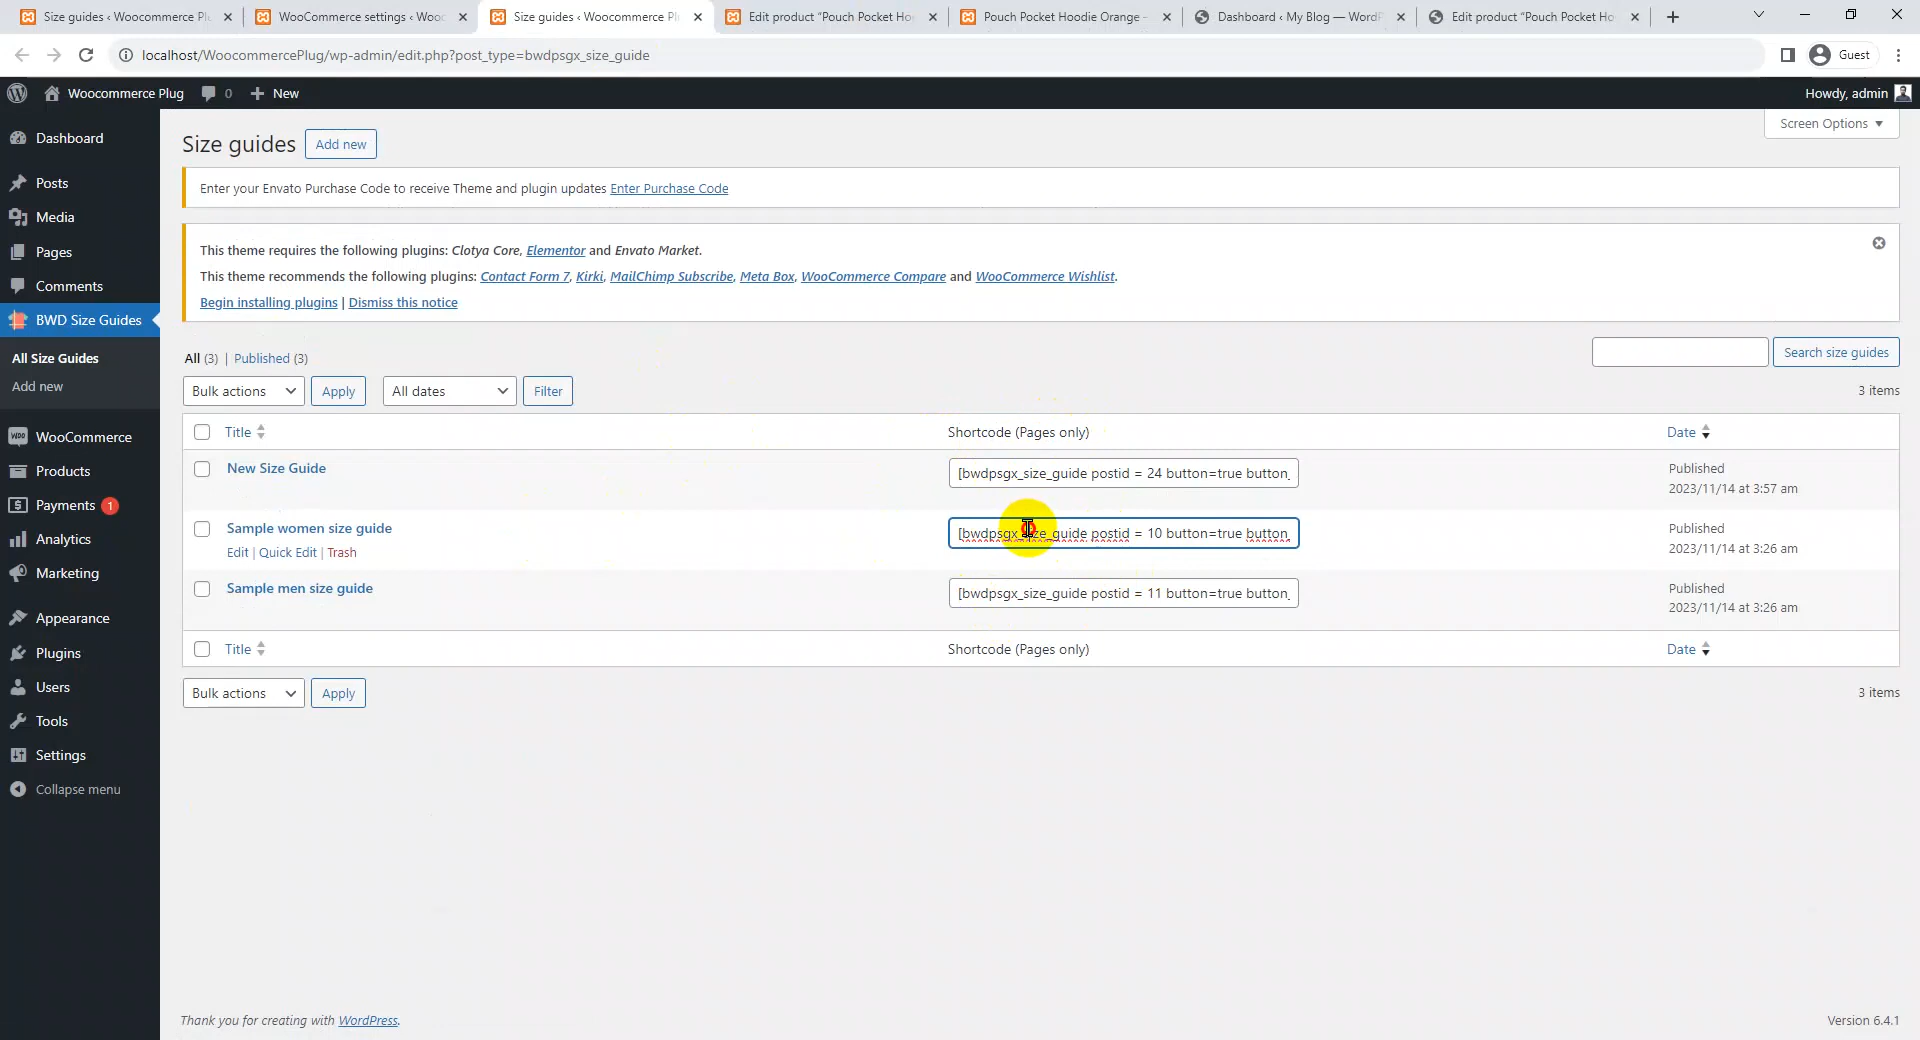 Size guides ‹ Woocommerce Pl
WooCommerce settings ‹ Wooc
Size guides ‹ Woocommerce Pl
Edit product “Pouch Pocket Ho
Pouch Pocket Hoodie Orange -
Dashboard ‹ My Blog — WordP
Edit product “Pouch Pocket Ho
localhost/WoocommercePlug/wp-admin/edit.php?post_type=bwdpsgx_size_guide
Guest
Woocommerce Plug 0 New
Howdy, admin
Screen Options
Dashboard
Posts
Media
Pages
Comments
BWD Size Guides
All Size Guides
Add new
WooCommerce
Products
Payments 1
Analytics
Marketing
Appearance
Plugins
Users
Tools
Settings
Collapse menu
Size guides Add new
Enter your Envato Purchase Code to receive Theme and plugin updates Enter Purchase Code
This theme requires the following plugins: Clotya Core, Elementor and Envato Market.
This theme recommends the following plugins: Contact Form 7, Kirki, MailChimp Subscribe, Meta Box, WooCommerce Compare and WooCommerce Wishlist.
Begin installing plugins | Dismiss this notice
All (3) | Published (3)
Search size guides
Bulk actions Apply All dates Filter
3 items
Title Shortcode (Pages only) Date
New Size Guide [bwdpsgx_size_guide postid = 24 button=true button_ Published
2023/11/14 at 3:57 am
Sample women size guide [bwdpsgx_size_guide postid = 10 button=true button_ Published
Edit | Quick Edit | Trash 2023/11/14 at 3:26 am
Sample men size guide [bwdpsgx_size_guide postid = 11 button=true button_ Published
2023/11/14 at 3:26 am
Title Shortcode (Pages only) Date
Bulk actions Apply
3 items
Thank you for creating with WordPress.
Version 6.4.1